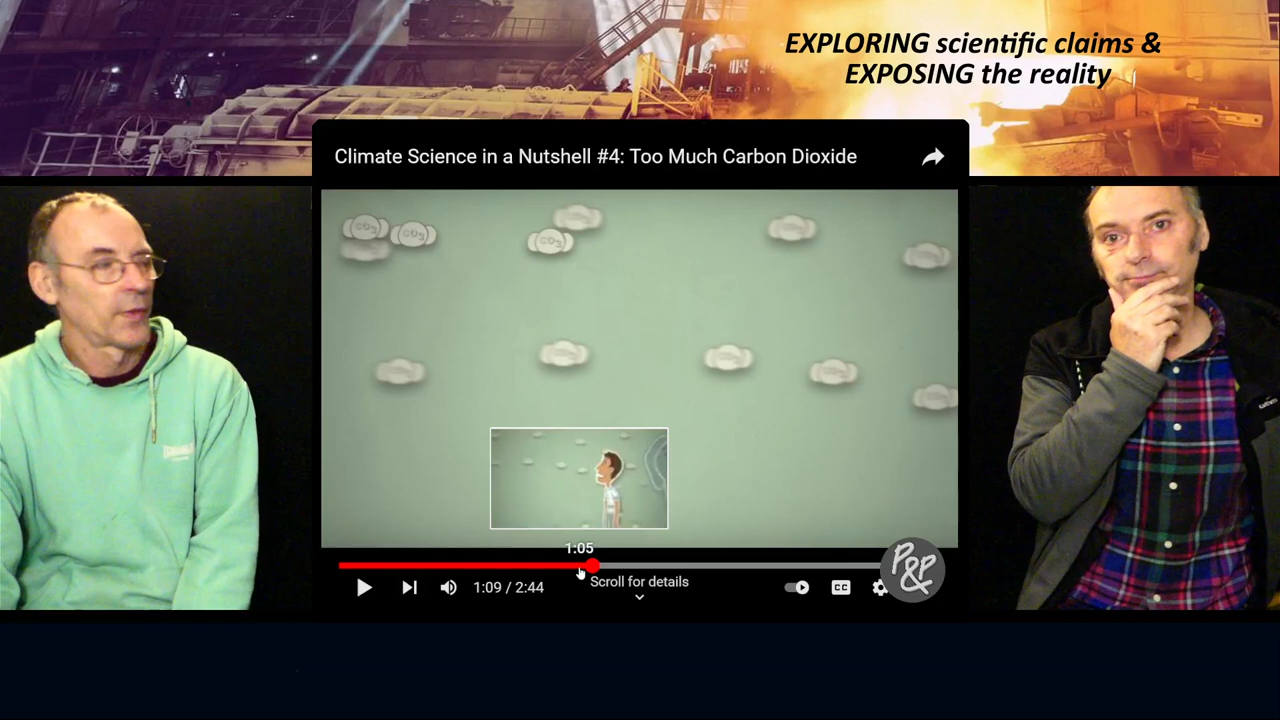 EXPLORING scientific claims &
EXPOSING the reality
Climate Science in a Nutshell #4: Too Much Carbon Dioxide
1:05
1:09 / 2:44
Scroll for details
CC
P&P